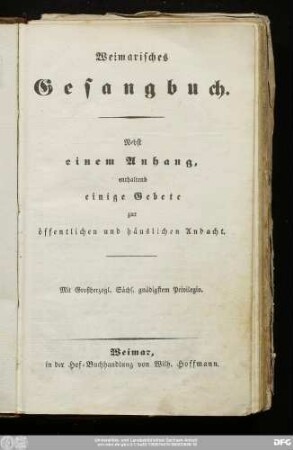 Weimarisches
Gesangbuch.
Nebst
einem Anhang,
enthaltend
einige Gebete
zur
öffentlichen und häuslichen Andacht.
Mit Großherzogl. Sächs. gnädigstem Privilegio.
Weimar,
in der Hof-Buchhandlung von Wilh. Hoffmann.
DFG